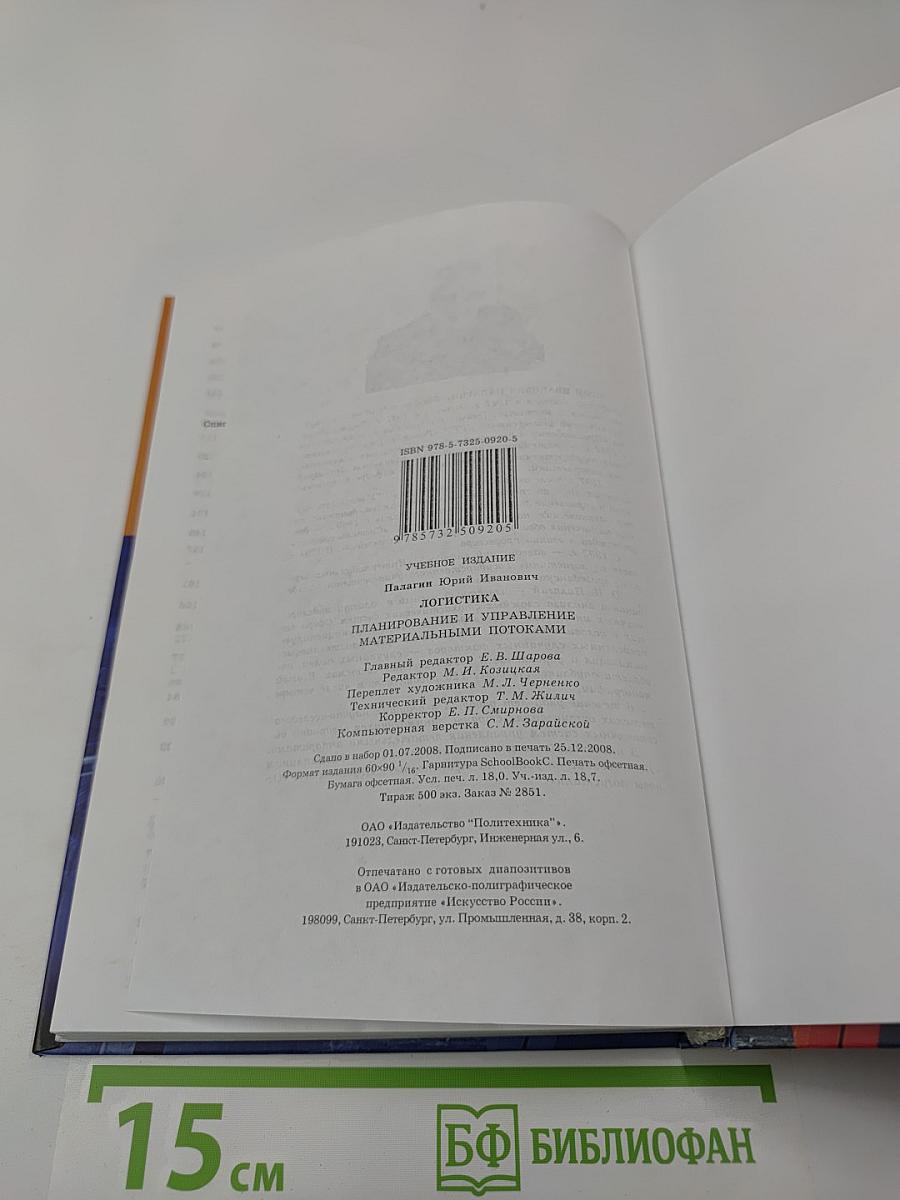 Спис
ISBN 978-5-7325-0920-5
9 785732 509205
УЧЕБНОЕ ИЗДАНИЕ
Палагин Юрий Иванович
ЛОГИСТИКА
ПЛАНИРОВАНИЕ И УПРАВЛЕНИЕ
МАТЕРИАЛЬНЫМИ ПОТОКАМИ
Главный редактор Е. В. Шарова
Редактор М. И. Козицкая
Переплет художника М. Л. Черненко
Технический редактор Т. М. Жилич
Корректор Е. П. Смирнова
Компьютерная верстка С. М. Зарайской
Сдано в набор 01.07.2008. Подписано в печать 25.12.2008.
Формат издания 60×90 1/16. Гарнитура SchoolBookC. Печать офсетная.
Бумага офсетная. Усл. печ. л. 18,0. Уч.-изд. л. 18,7.
Тираж 500 экз. Заказ № 2851.
ОАО «Издательство "Политехника"».
191023, Санкт-Петербург, Инженерная ул., 6.
Отпечатано с готовых диапозитивов
в ОАО «Издательско-полиграфическое
предприятие «Искусство России».
198099, Санкт-Петербург, ул. Промышленная, д. 38, корп. 2.
15 см
БФ БИБЛИОФАН